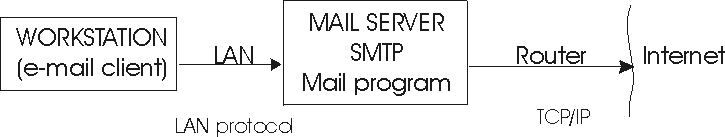 WORKSTATION
(e-mail client)
LAN
LAN protocol
MAIL SERVER
SMTP
Mail program
Router
TCP/IP
Internet